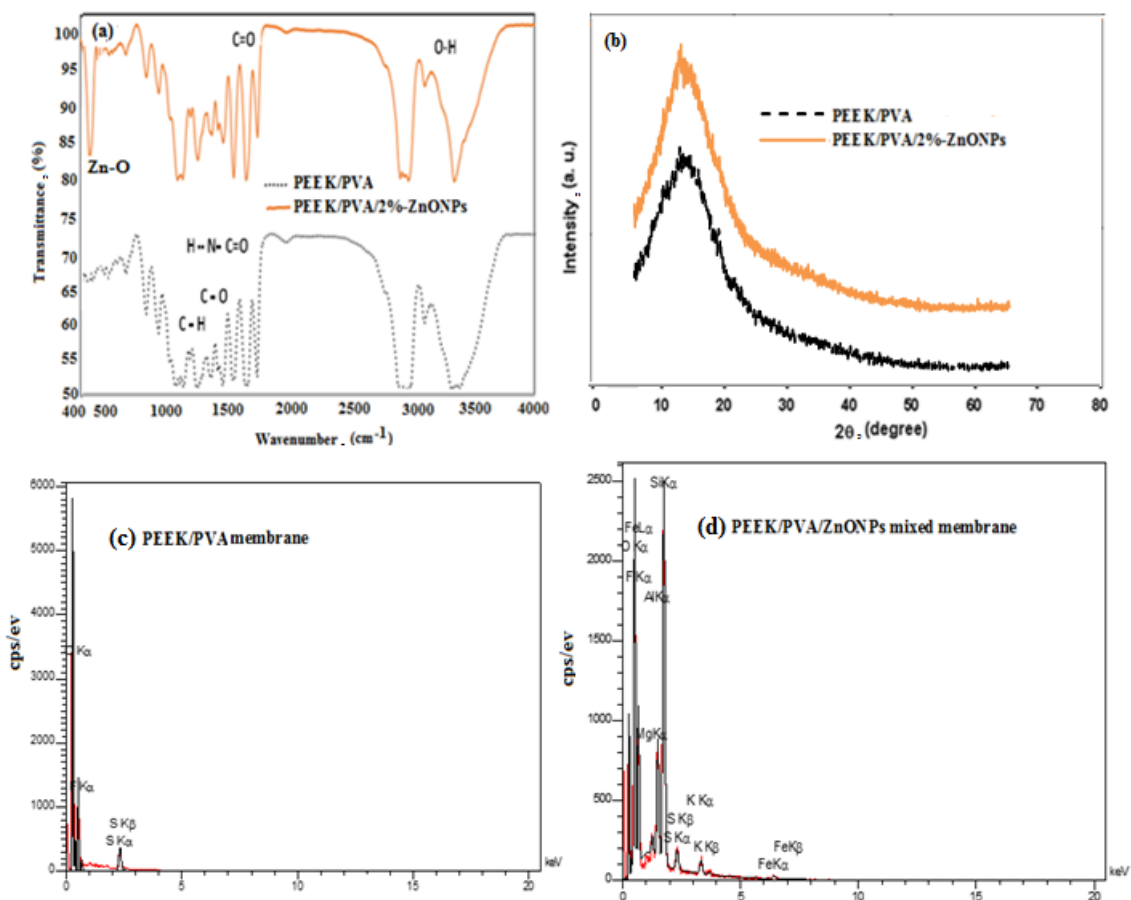 (a)
C=O
O-H
Zn-O
PEEK/PVA
PEEK/PVA/2%-ZnONPs
H-N-C=O
C-O
C-H
100
95
90
85
80
75
70
65
60
55
50
Transmittance, (%)
400 500 1000 1500 2000 2500 3000 3500 4000
Wavenumber, (cm-1)
(b)
PEEK/PVA
PEEK/PVA/2%-ZnONPs
Intensity, (a. u.)
0 10 20 30 40 50 60 70 80
2θ, (degree)
(c) PEEK/PVA membrane
6000
5000
4000
3000
2000
1000
0
cps/ev
Kα
Kα
S Kβ
S Kα
keV
0 5 10 15 20
(d) PEEK/PVA/ZnONPs mixed membrane
2500
2000
1500
1000
500
0
cps/ev
SiKα
FeLα
O Kα
F Kα
AlKα
MgKα
K Kα
S Kβ
S Kα
K Kβ
FeKβ
FeKα
keV
0 5 10 15 20